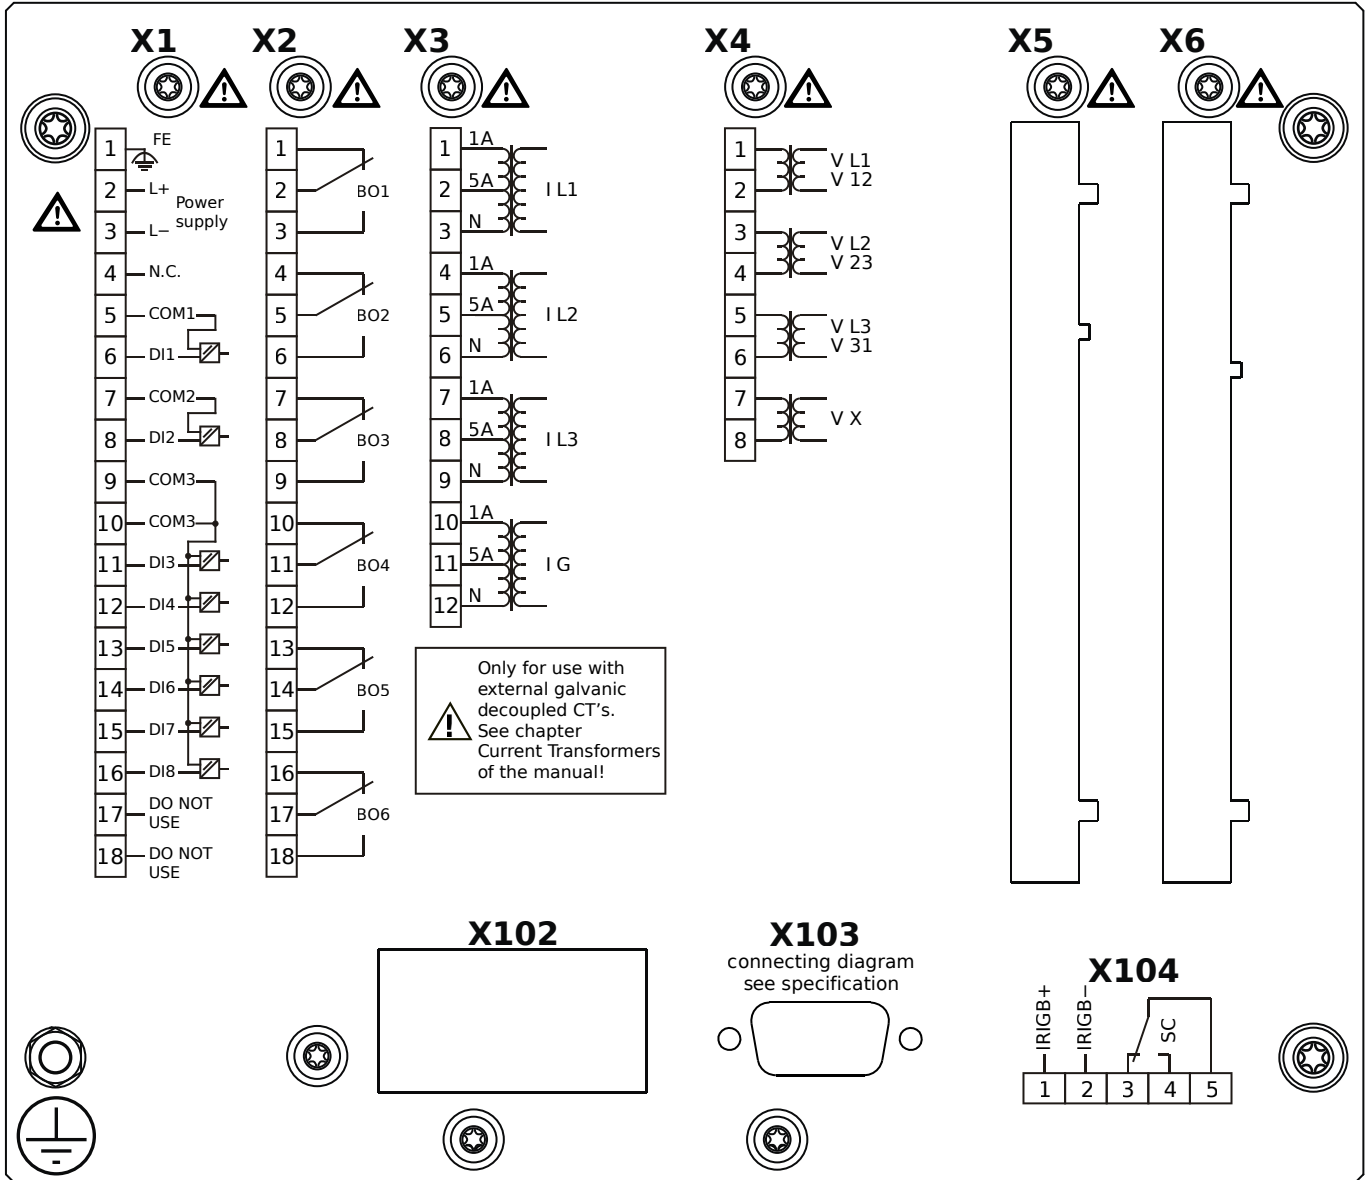 X1
X2
X3
X4
X5
X6
1 FE
2 L+
Power
supply
3 L−
4 N.C.
5 COM1
6 DI1
7 COM2
8 DI2
9 COM3
10 COM3
11 DI3
12 DI4
13 DI5
14 DI6
15 DI7
16 DI8
17 DO NOT
USE
18 DO NOT
USE
1
2 BO1
3
4
5 BO2
6
7
8 BO3
9
10
11 BO4
12
13
14 BO5
15
16
17 BO6
18
1 1A
2 5A I L1
3 N
4 1A
5 5A I L2
6 N
7 1A
8 5A I L3
9 N
10 1A
11 5A I G
12 N
Only for use with
external galvanic
decoupled CT's.
See chapter
Current Transformers
of the manual!
1 V L1
2 V 12
3 V L2
4 V 23
5 V L3
6 V 31
7 V X
8
X102
X103
connecting diagram
see specification
X104
IRIGB+
IRIGB−
SC
1 2 3 4 5